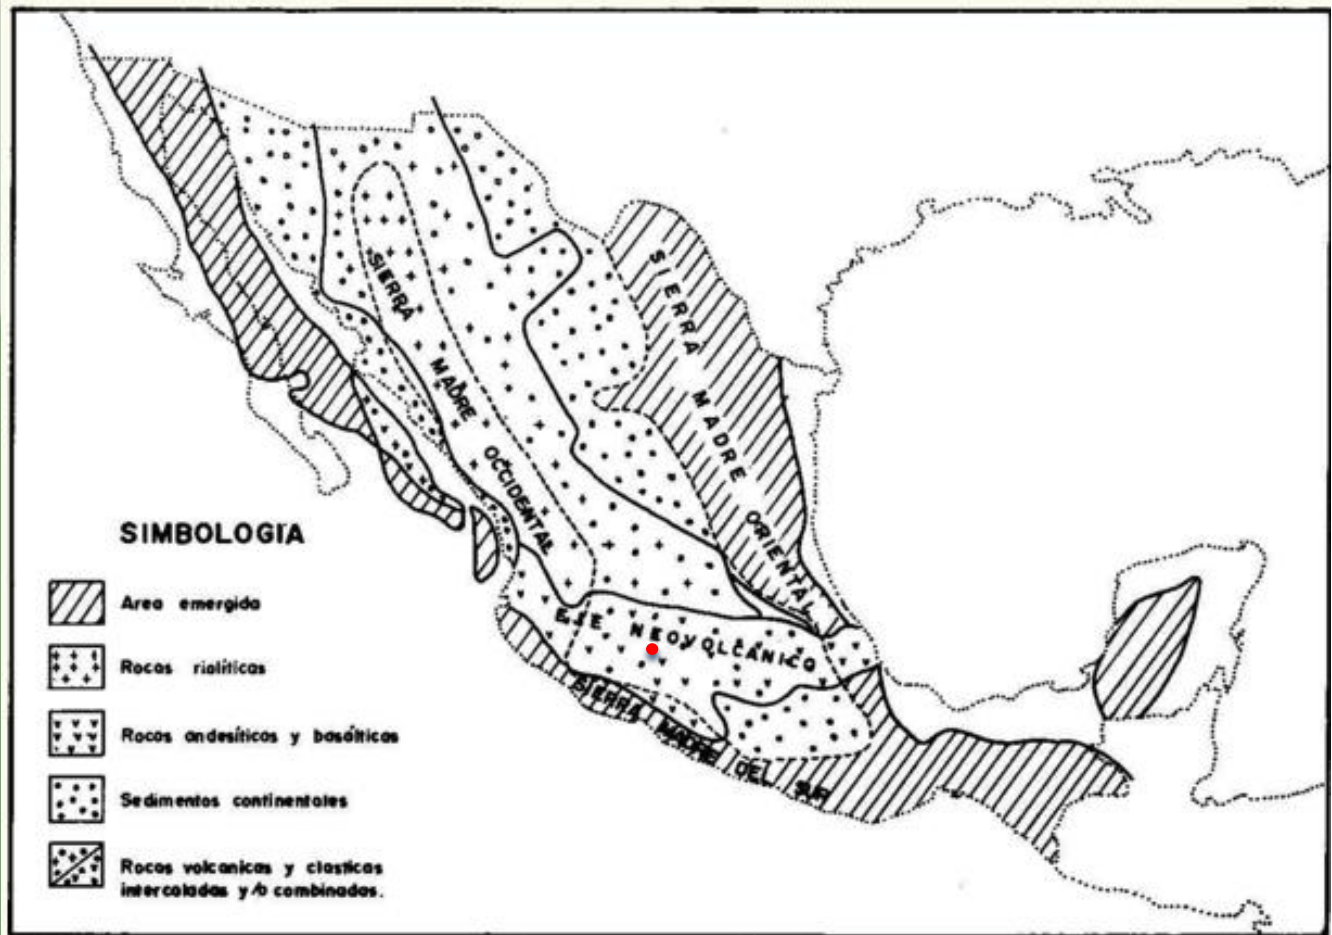 SIERRA
MADRE
OCCIDENTAL
SIERRA MADRE ORIENTAL
EJE NEOVOLCANICO
SIERRA MADRE DEL SUR
SIMBOLOGIA
Area emergida
Rocas riolíticas
Rocas andesíticas y basálticas
Sedimentos continentales
Rocas volcanicas y clasticas
intercaladas y/o combinadas.